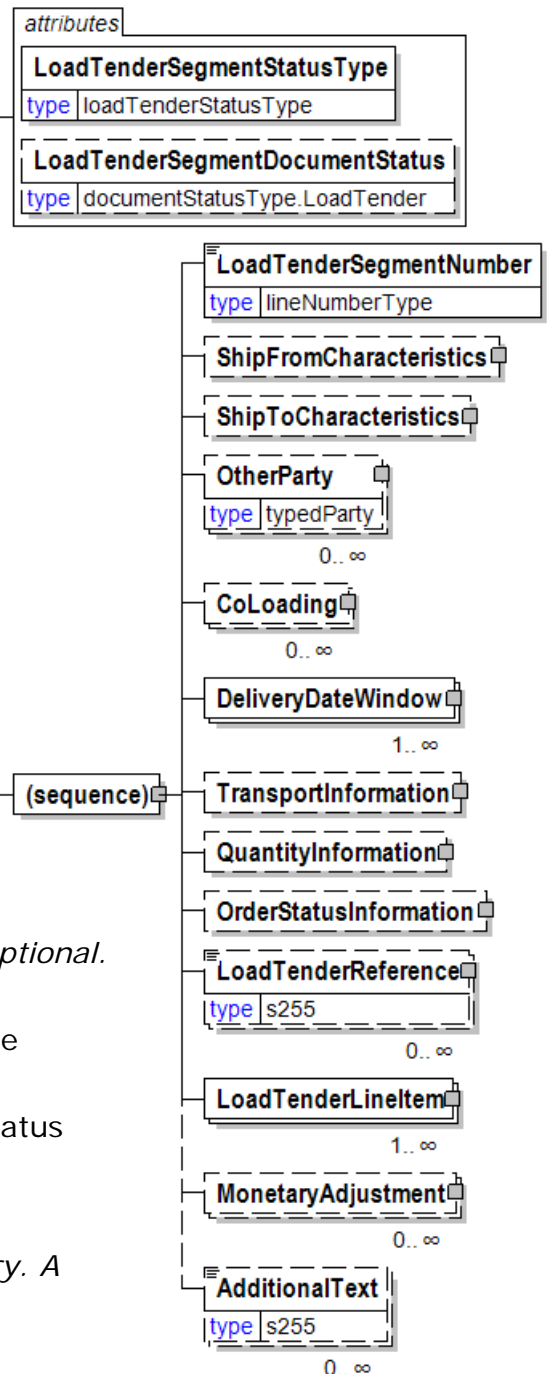 attributes
LoadTenderSegmentStatusType
type loadTenderStatusType
LoadTenderSegmentDocumentStatus
type documentStatusType.LoadTender
LoadTenderSegmentNumber
type lineNumberType
ShipFromCharacteristics
ShipToCharacteristics
OtherParty
type typedParty
0.. ∞
CoLoading
0.. ∞
DeliveryDateWindow
1.. ∞
(sequence)
TransportInformation
QuantityInformation
OrderStatusInformation
ptional.
LoadTenderReference
type s255
e
0.. ∞
LoadTenderLineItem
atus
1.. ∞
MonetaryAdjustment
0.. ∞
ry. A
AdditionalText
type s255
0.. ∞